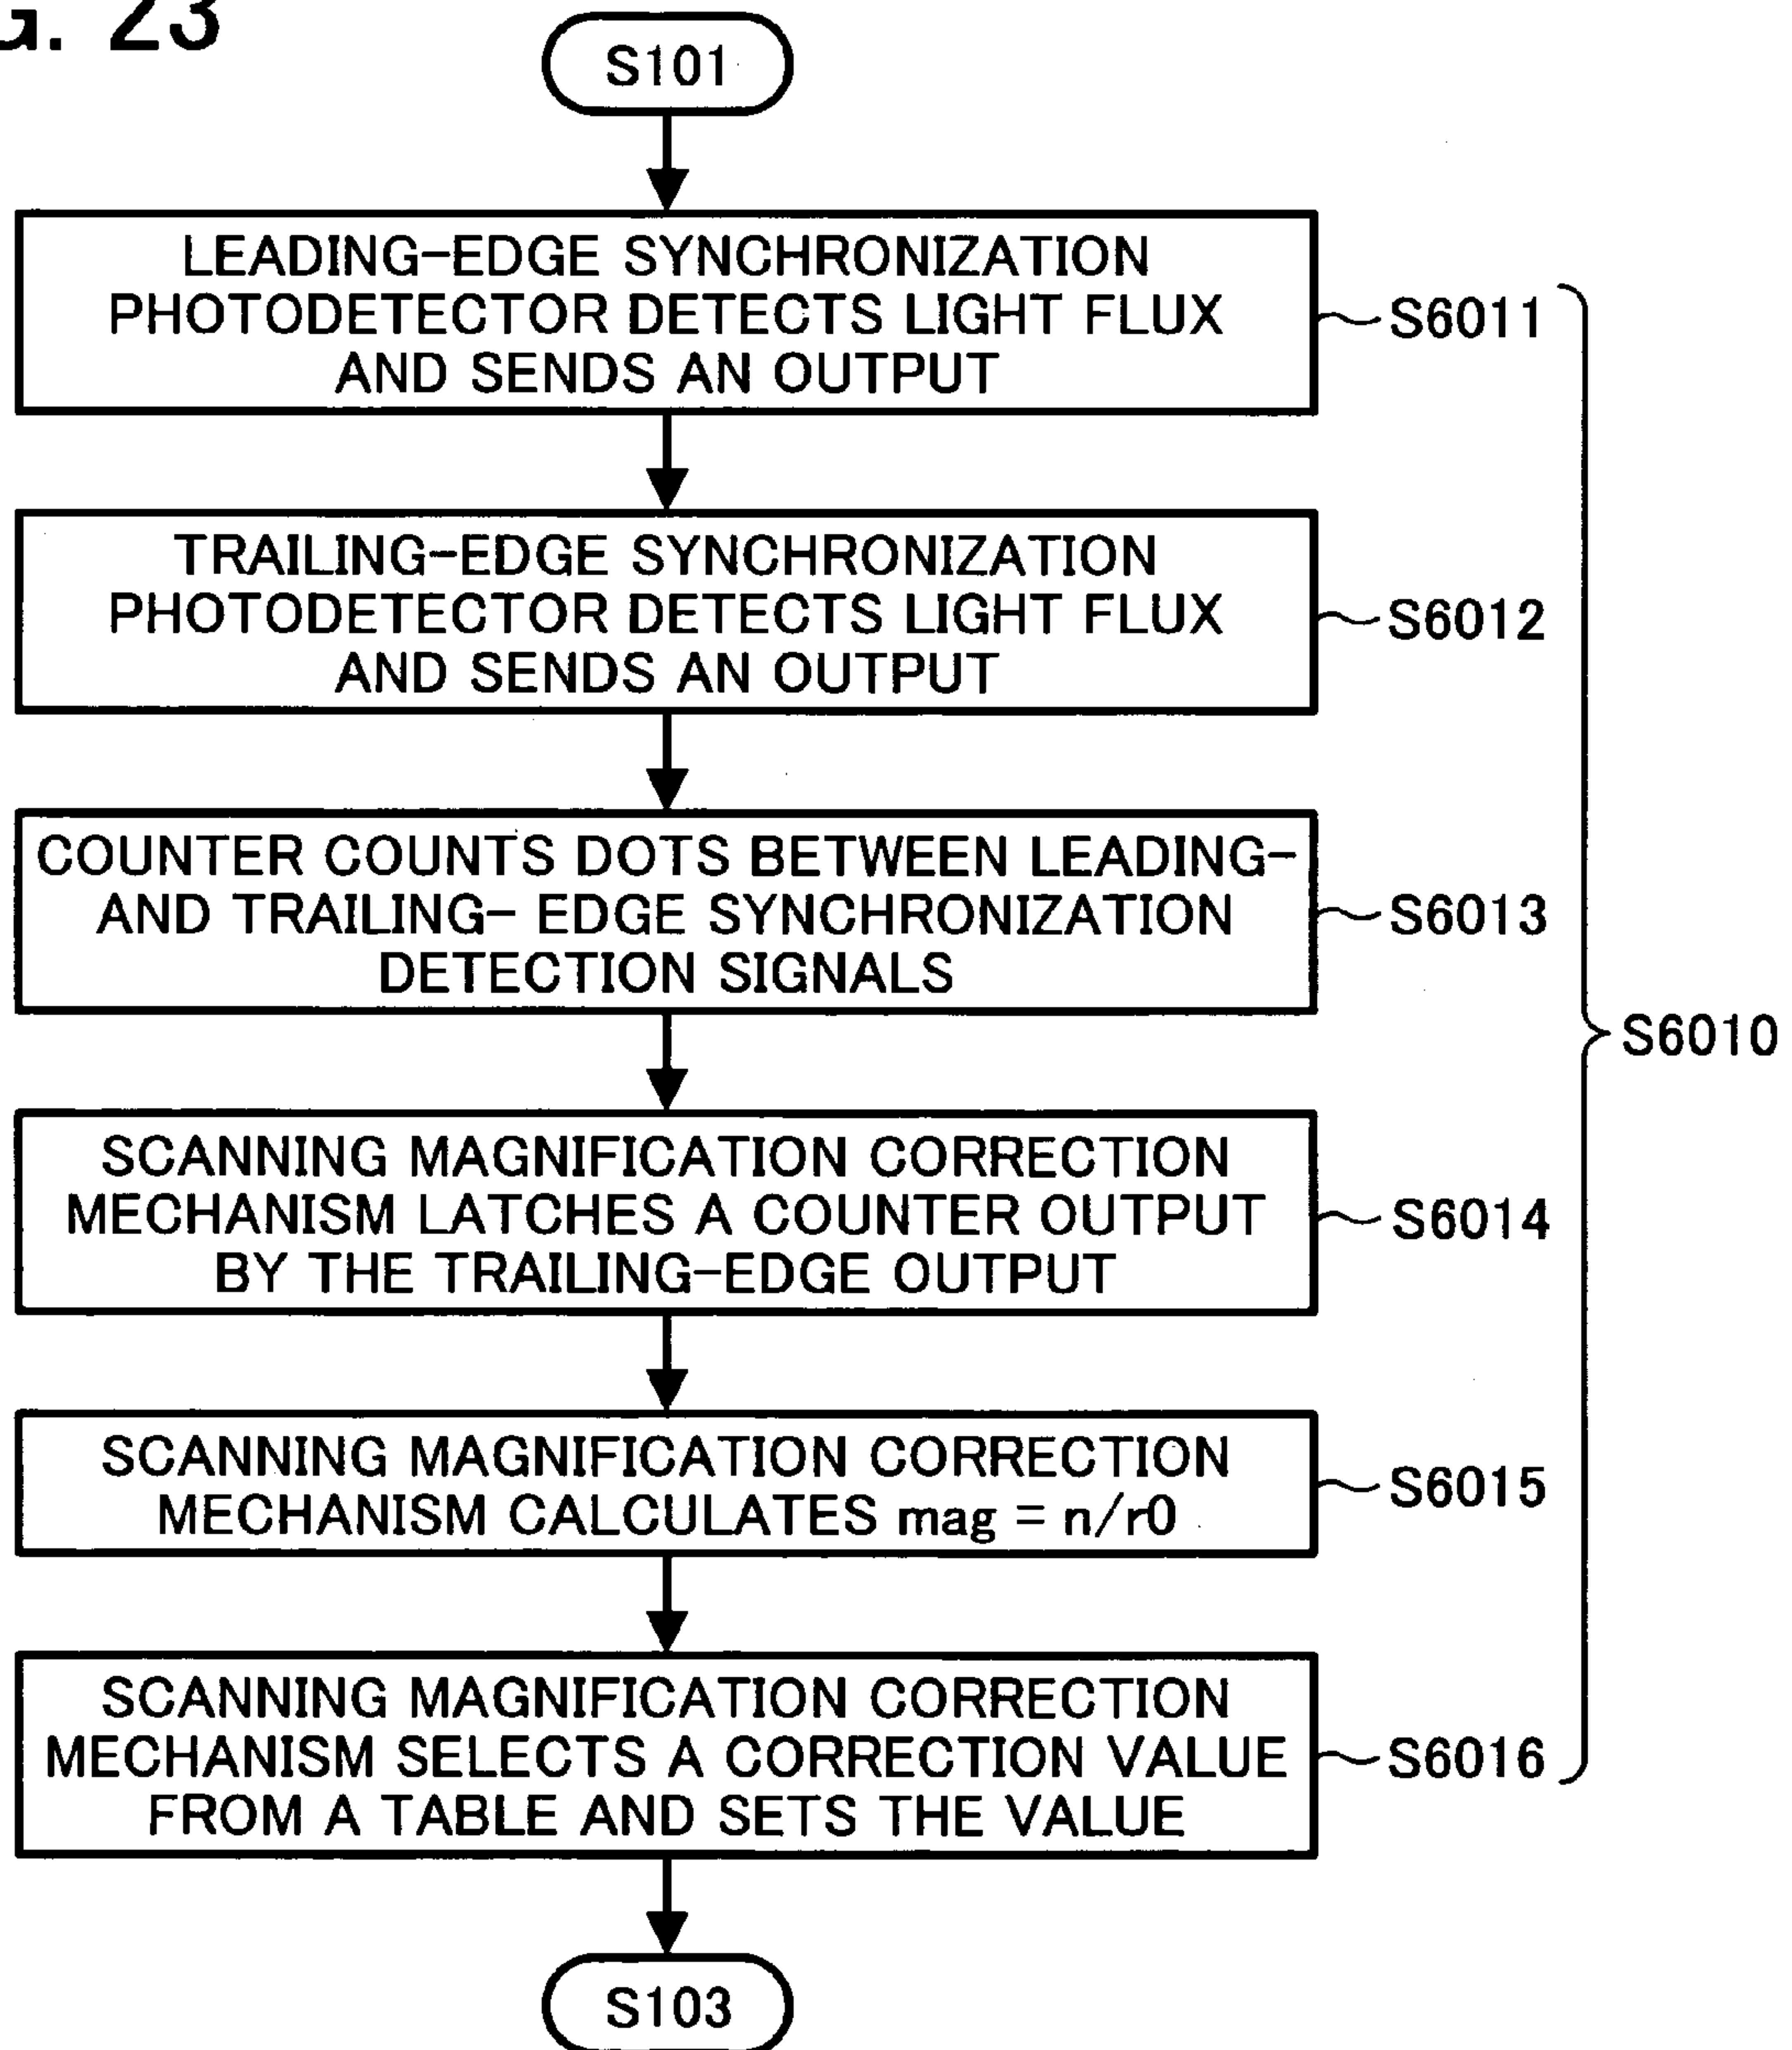 G. 23
S101
LEADING-EDGE SYNCHRONIZATION
PHOTODETECTOR DETECTS LIGHT FLUX
AND SENDS AN OUTPUT
S6011
TRAILING-EDGE SYNCHRONIZATION
PHOTODETECTOR DETECTS LIGHT FLUX
AND SENDS AN OUTPUT
S6012
COUNTER COUNTS DOTS BETWEEN LEADING-
AND TRAILING- EDGE SYNCHRONIZATION
DETECTION SIGNALS
S6013
S6010
SCANNING MAGNIFICATION CORRECTION
MECHANISM LATCHES A COUNTER OUTPUT
BY THE TRAILING-EDGE OUTPUT
S6014
SCANNING MAGNIFICATION CORRECTION
MECHANISM CALCULATES mag = n/r0
S6015
SCANNING MAGNIFICATION CORRECTION
MECHANISM SELECTS A CORRECTION VALUE
FROM A TABLE AND SETS THE VALUE
S6016
S103